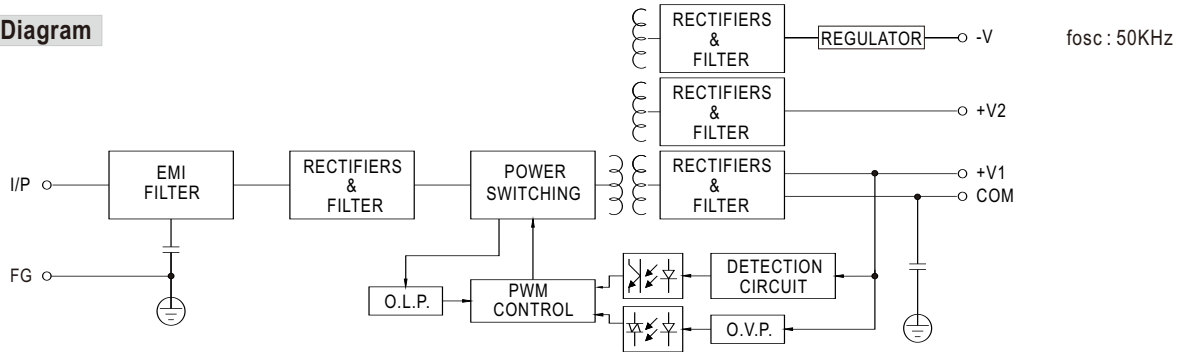 Diagram
RECTIFIERS
&
FILTER
REGULATOR
-V
fosc : 50KHz
RECTIFIERS
&
FILTER
+V2
I/P
EMI
FILTER
RECTIFIERS
&
FILTER
POWER
SWITCHING
RECTIFIERS
&
FILTER
+V1
COM
FG
O.L.P.
PWM
CONTROL
DETECTION
CIRCUIT
O.V.P.